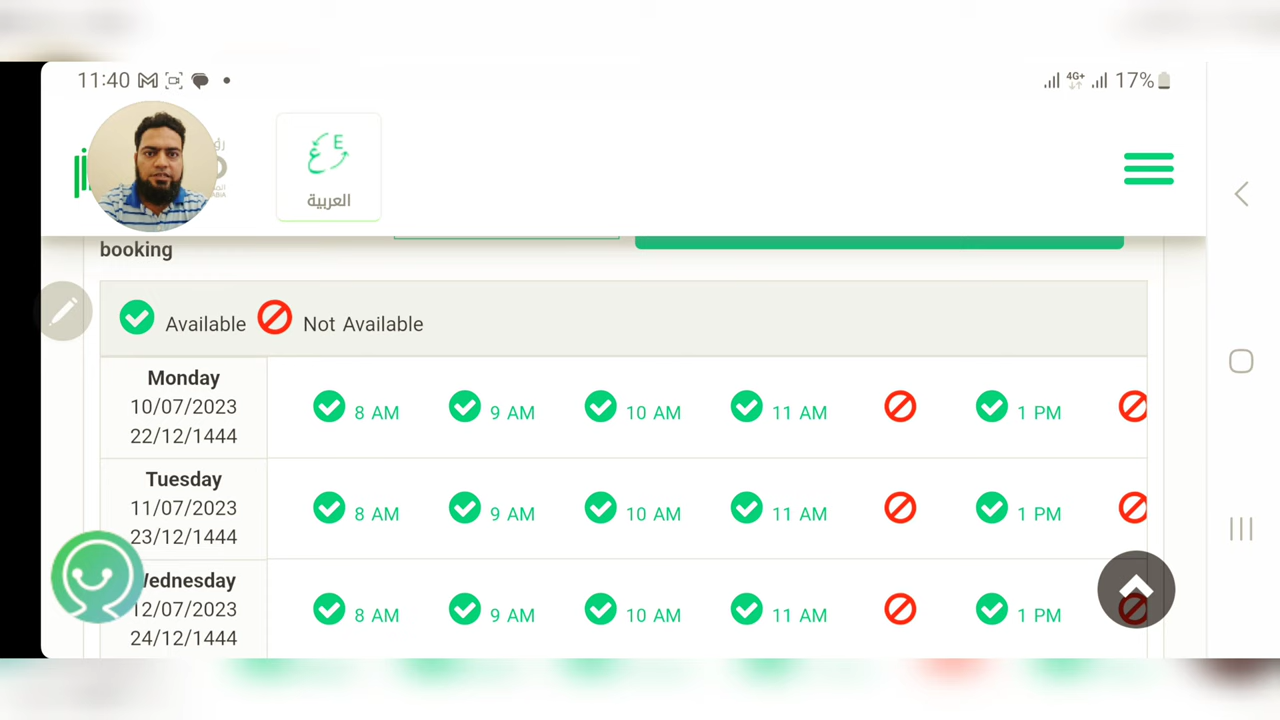 11:40
4G+ 17%
رؤ
E
ع
العربية
booking
Available Not Available
Monday
10/07/2023
22/12/1444
8 AM 9 AM 10 AM 11 AM 1 PM
Tuesday
11/07/2023
23/12/1444
8 AM 9 AM 10 AM 11 AM 1 PM
Wednesday
12/07/2023
24/12/1444
8 AM 9 AM 10 AM 11 AM 1 PM